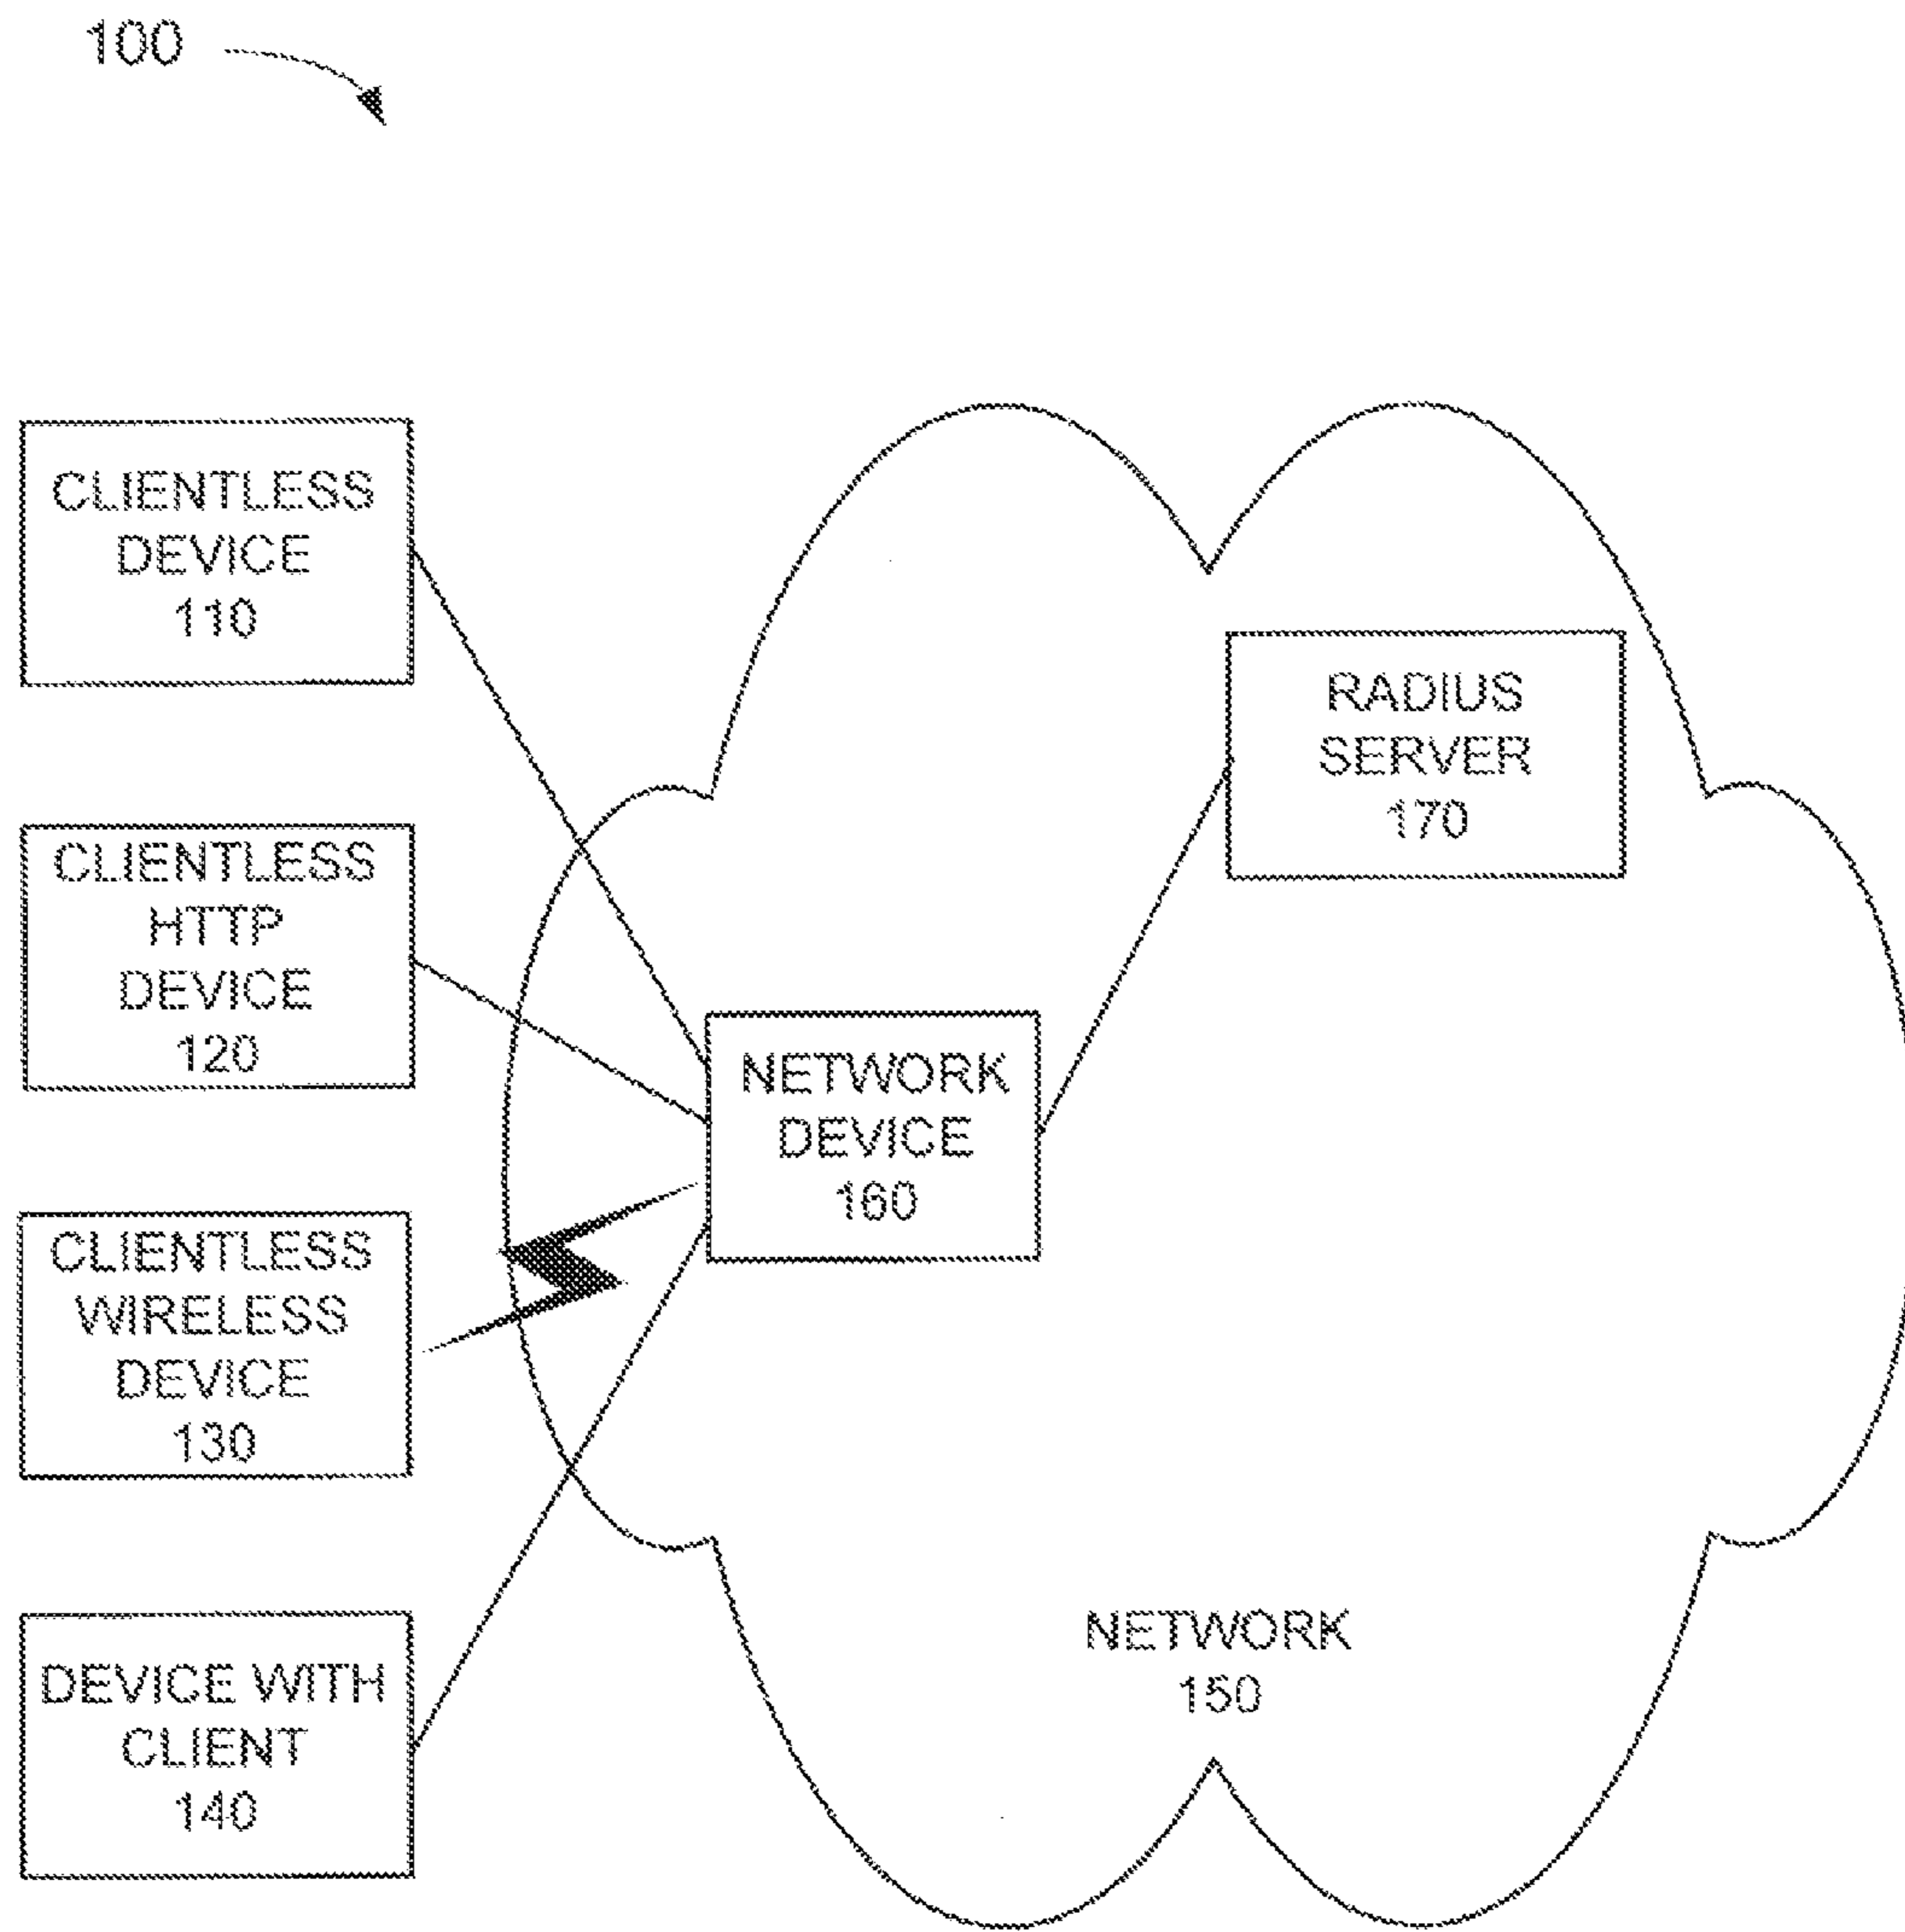 100
CLIENTLESS
DEVICE
110
CLIENTLESS
HTTP
DEVICE
120
CLIENTLESS
WIRELESS
DEVICE
130
DEVICE WITH
CLIENT
140
NETWORK
DEVICE
160
RADIUS
SERVER
170
NETWORK
150